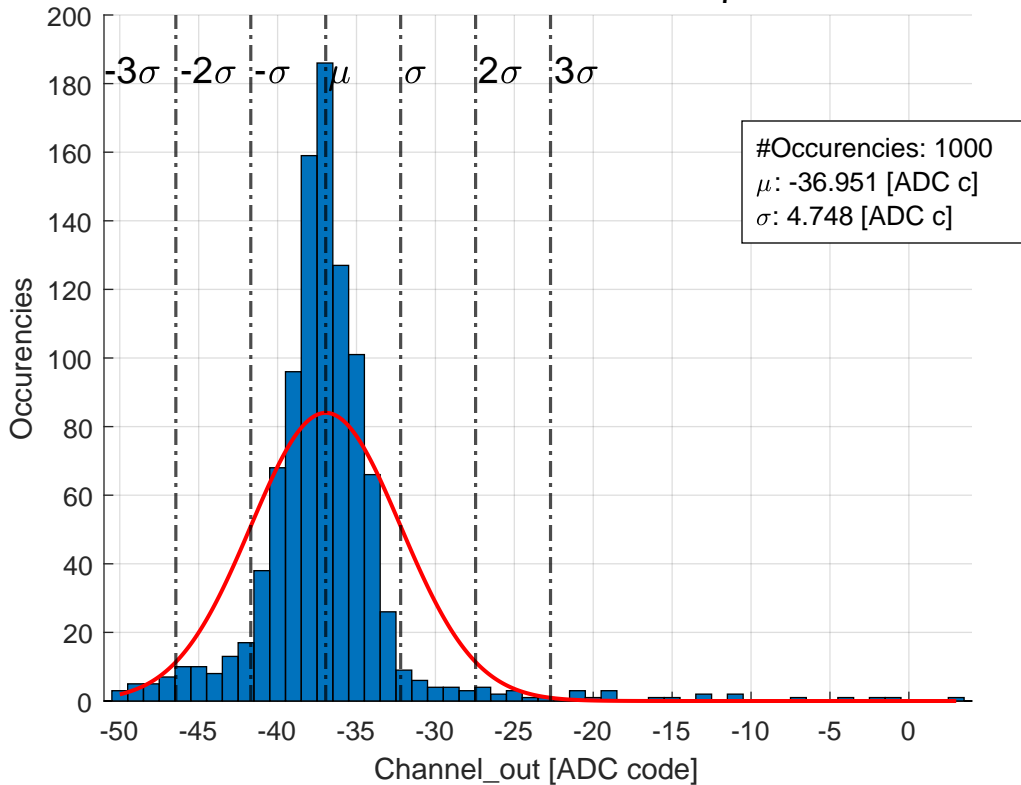 200
180
160
140
120
100
80
60
40
20
0
Occurencies
-3σ -2σ -σ μ σ 2σ 3σ
#Occurencies: 1000
μ: -36.951 [ADC c]
σ: 4.748 [ADC c]
-50 -45 -40 -35 -30 -25 -20 -15 -10 -5 0
Channel_out [ADC code]